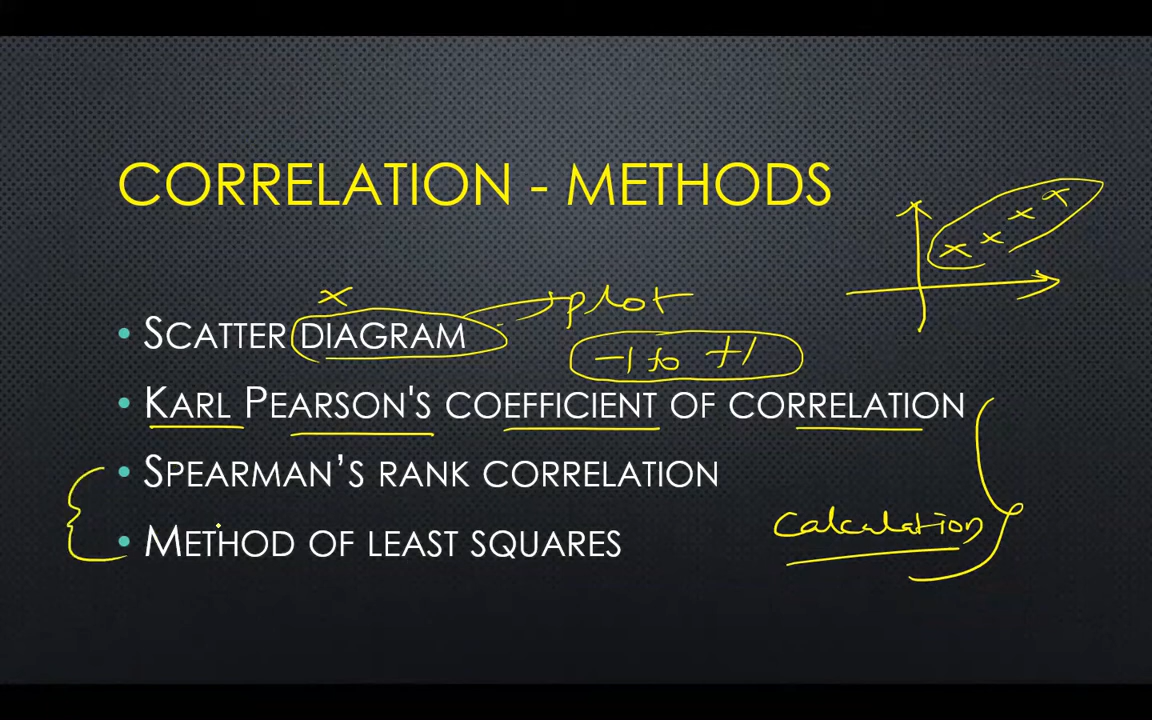 CORRELATION - METHODS
x
• SCATTER DIAGRAM
plot
-1 to +1
• KARL PEARSON'S COEFFICIENT OF CORRELATION
• SPEARMAN’S RANK CORRELATION
calculation
• METHOD OF LEAST SQUARES
x x x x